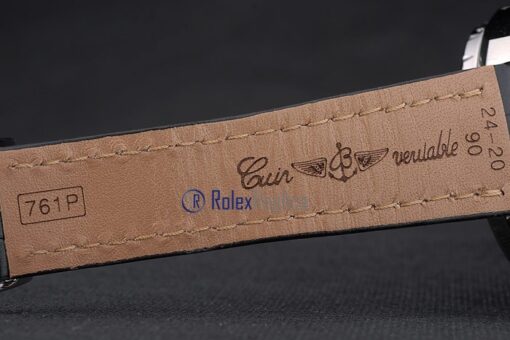 Cuir B veritable
24-20
90
761P
R Rolex